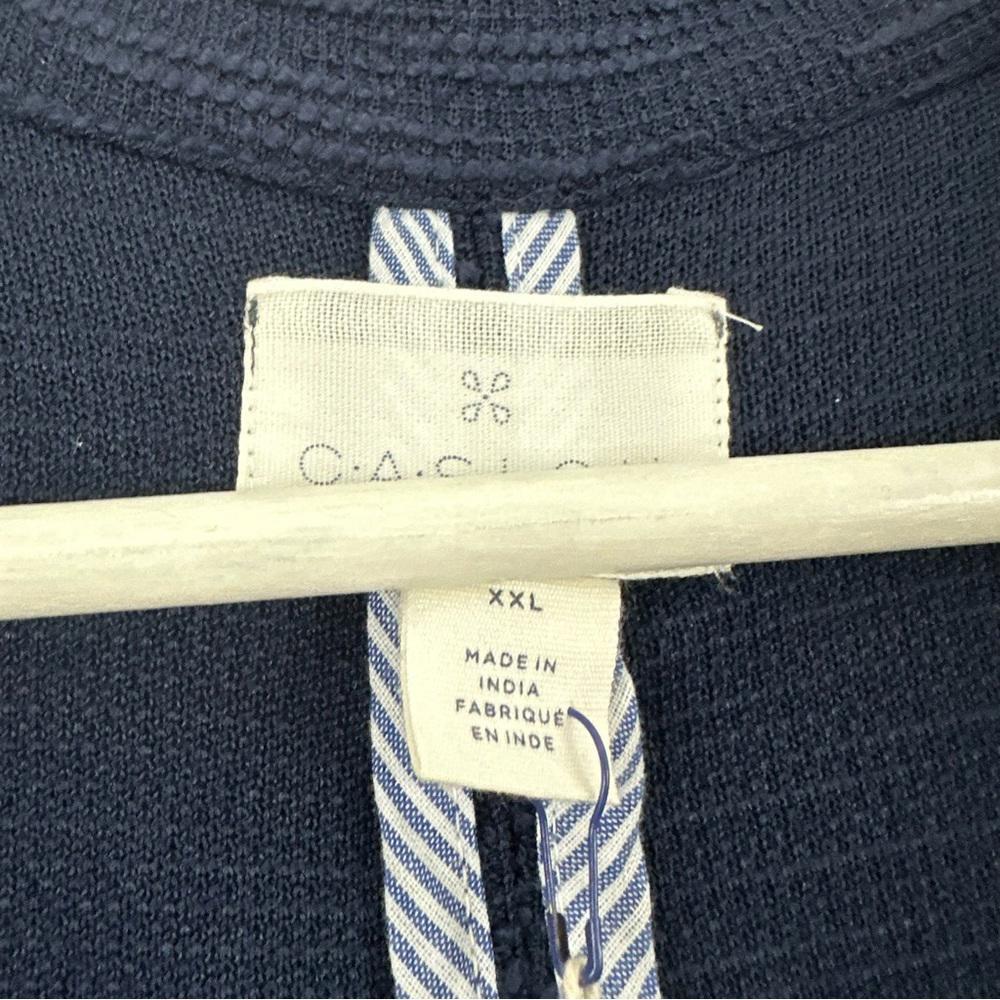 XXL
MADE IN
INDIA
FABRIQUÉ
EN INDE